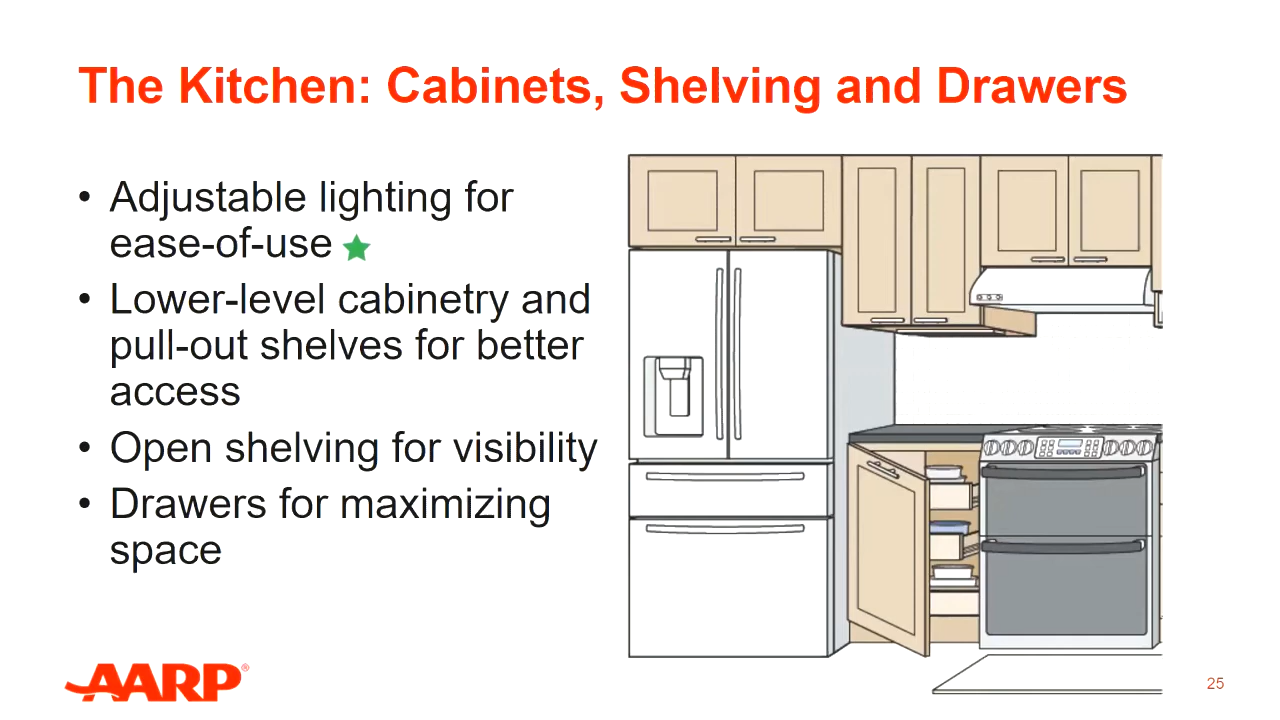 The Kitchen: Cabinets, Shelving and Drawers
• Adjustable lighting for
ease-of-use
• Lower-level cabinetry and
pull-out shelves for better
access
• Open shelving for visibility
• Drawers for maximizing
space
AARP®
25